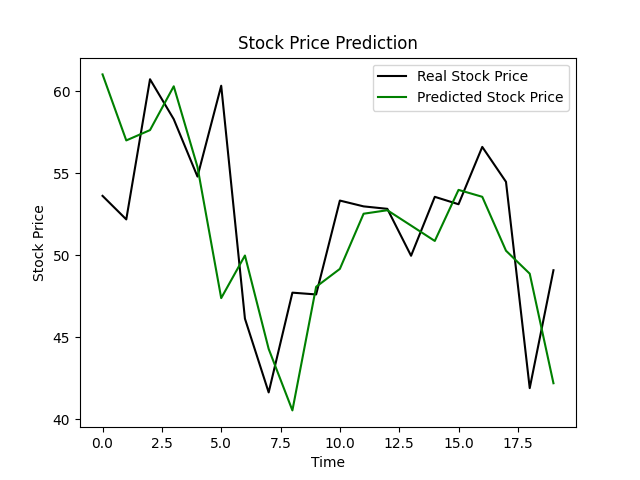 Stock Price Prediction
Real Stock Price
Predicted Stock Price
Stock Price
60
55
50
45
40
0.0 2.5 5.0 7.5 10.0 12.5 15.0 17.5
Time